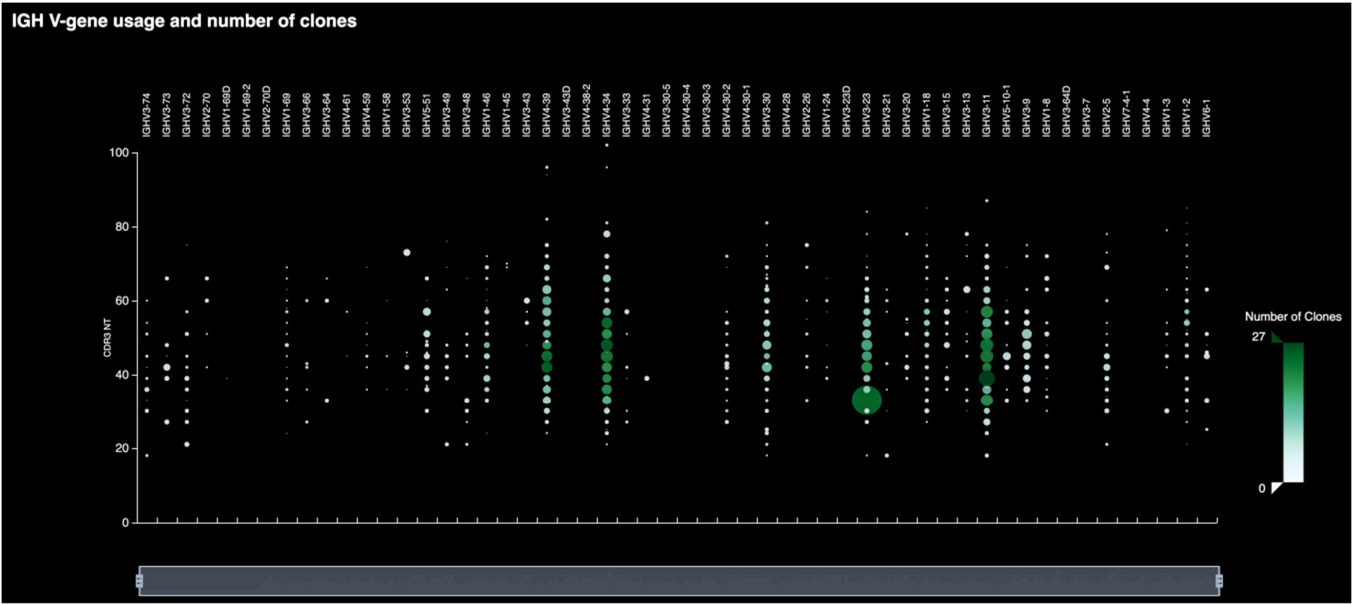 IGH V-gene usage and number of clones
IGHV3-74
IGHV3-73
IGHV3-72
IGHV2-70
IGHV1-69D
IGHV1-69-2
IGHV2-70D
IGHV1-69
IGHV3-66
IGHV3-64
IGHV4-61
IGHV4-59
IGHV1-58
IGHV3-53
IGHV5-51
IGHV3-49
IGHV3-48
IGHV1-46
IGHV1-45
IGHV3-43
IGHV4-39
IGHV3-43D
IGHV4-38-2
IGHV4-34
IGHV3-33
IGHV4-31
IGHV3-30-5
IGHV4-30-4
IGHV3-30-3
IGHV4-30-2
IGHV4-30-1
IGHV3-30
IGHV4-28
IGHV2-26
IGHV1-24
IGHV3-23D
IGHV3-23
IGHV3-21
IGHV3-20
IGHV1-18
IGHV3-15
IGHV3-13
IGHV3-11
IGHV5-10-1
IGHV3-9
IGHV1-8
IGHV3-64D
IGHV3-7
IGHV2-5
IGHV7-4-1
IGHV4-4
IGHV1-3
IGHV1-2
IGHV6-1
100
80
60
40
20
0
CDR3 NT
Number of Clones
27
0